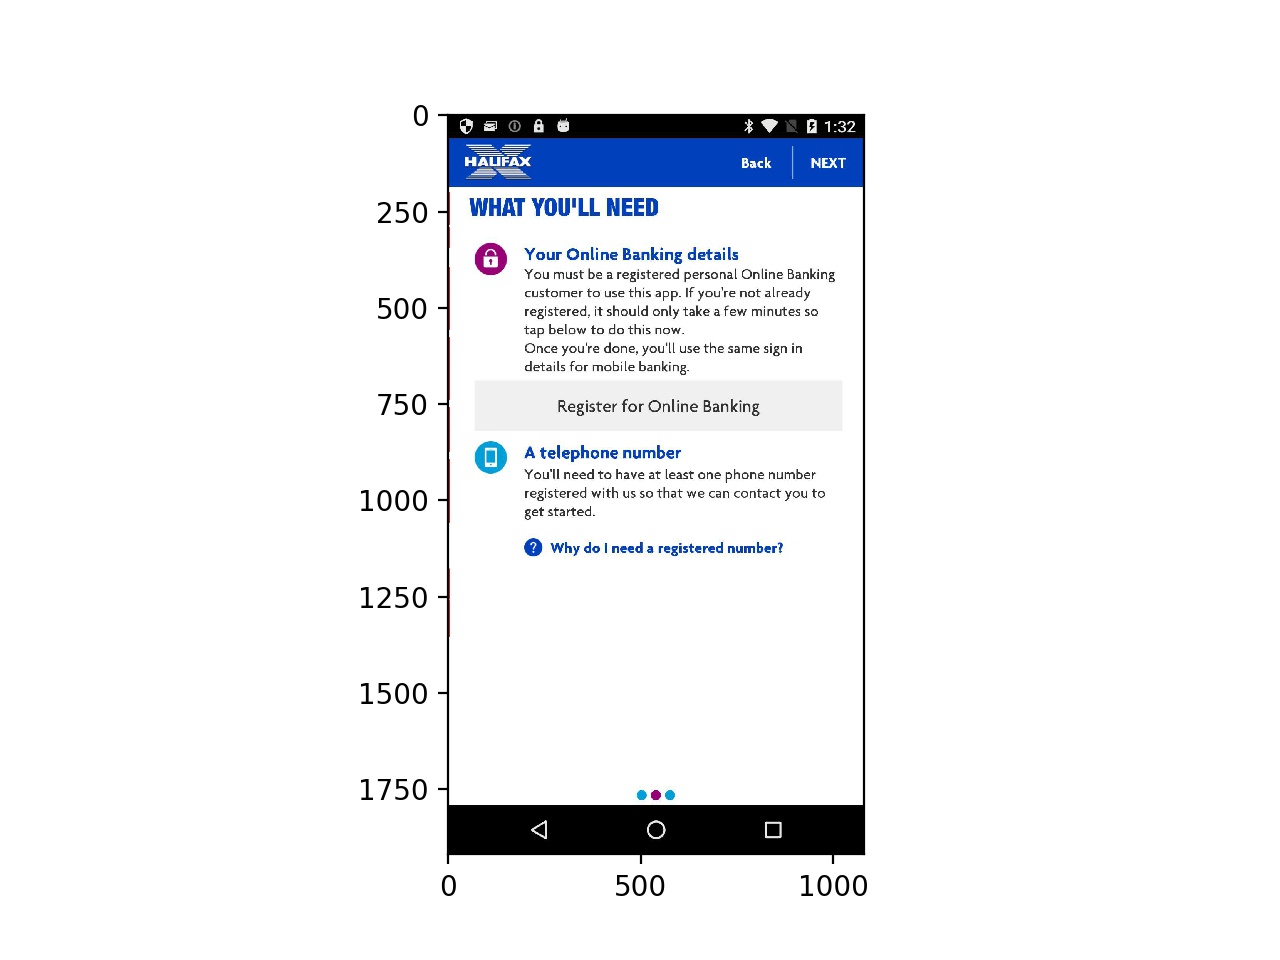 0
250
500
750
1000
1250
1500
1750
0
500
1000
1:32
HALIFAX
Back
NEXT
WHAT YOU'LL NEED
Your Online Banking details
You must be a registered personal Online Banking
customer to use this app. If you're not already
registered, it should only take a few minutes so
tap below to do this now.
Once you're done, you'll use the same sign in
details for mobile banking.
Register for Online Banking
A telephone number
You'll need to have at least one phone number
registered with us so that we can contact you to
get started.
? Why do I need a registered number?